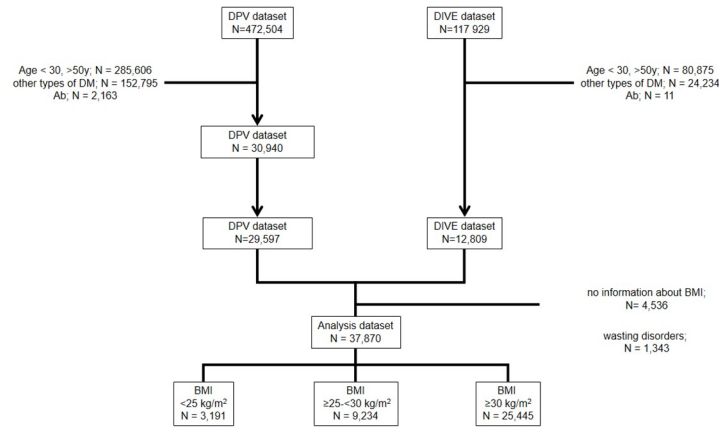 DPV dataset
N=472,504
DIVE dataset
N=117 929
Age < 30, >50y; N = 285,606
other types of DM; N = 152,795
Ab; N = 2,163
Age < 30, >50y; N = 80,875
other types of DM; N = 24,234
Ab; N = 11
DPV dataset
N = 30,940
DPV dataset
N=29,597
DIVE dataset
N=12,809
no information about BMI;
N= 4,536
Analysis dataset
N = 37,870
wasting disorders;
N = 1,343
BMI
<25 kg/m²
N = 3,191
BMI
≥25-<30 kg/m²
N = 9,234
BMI
≥30 kg/m²
N = 25,445